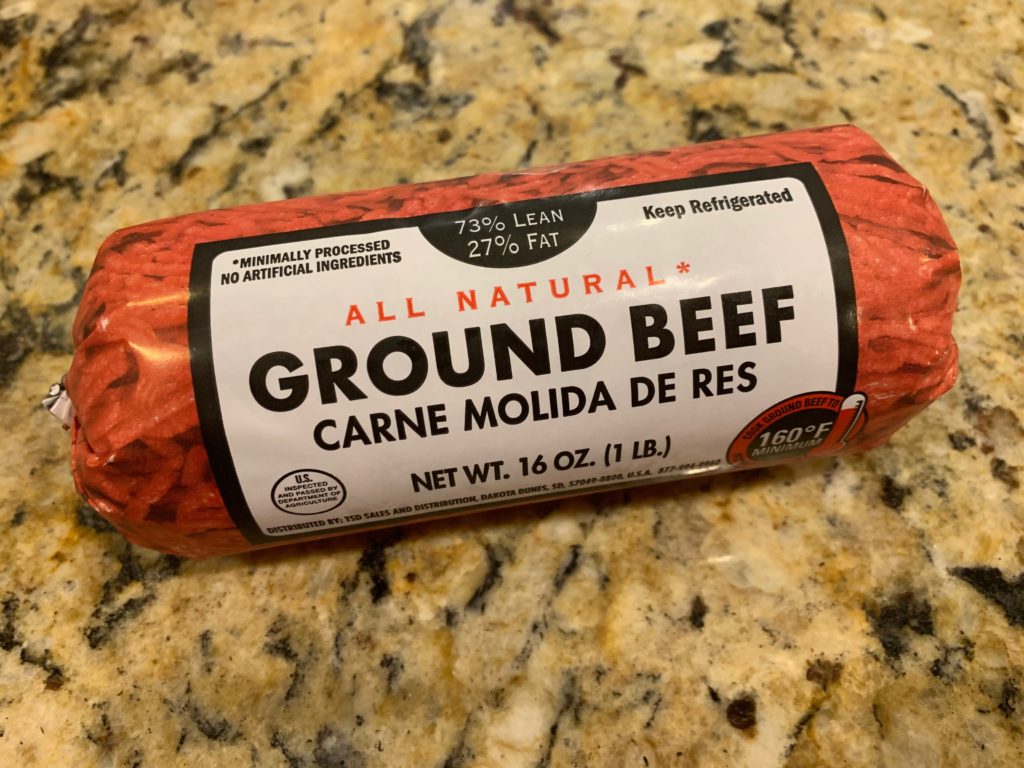 73% LEAN
27% FAT
Keep Refrigerated
*MINIMALLY PROCESSED
NO ARTIFICIAL INGREDIENTS
ALL NATURAL*
GROUND BEEF
CARNE MOLIDA DE RES
NET WT. 16 OZ. (1 LB.)
COOK GROUND BEEF TO
160°F
MINIMUM
U.S.
INSPECTED
AND PASSED BY
DEPARTMENT OF
AGRICULTURE
DISTRIBUTED BY: TSD SALES AND DISTRIBUTION, DAKOTA DUNES, SD, 57049-8800, U.S.A.